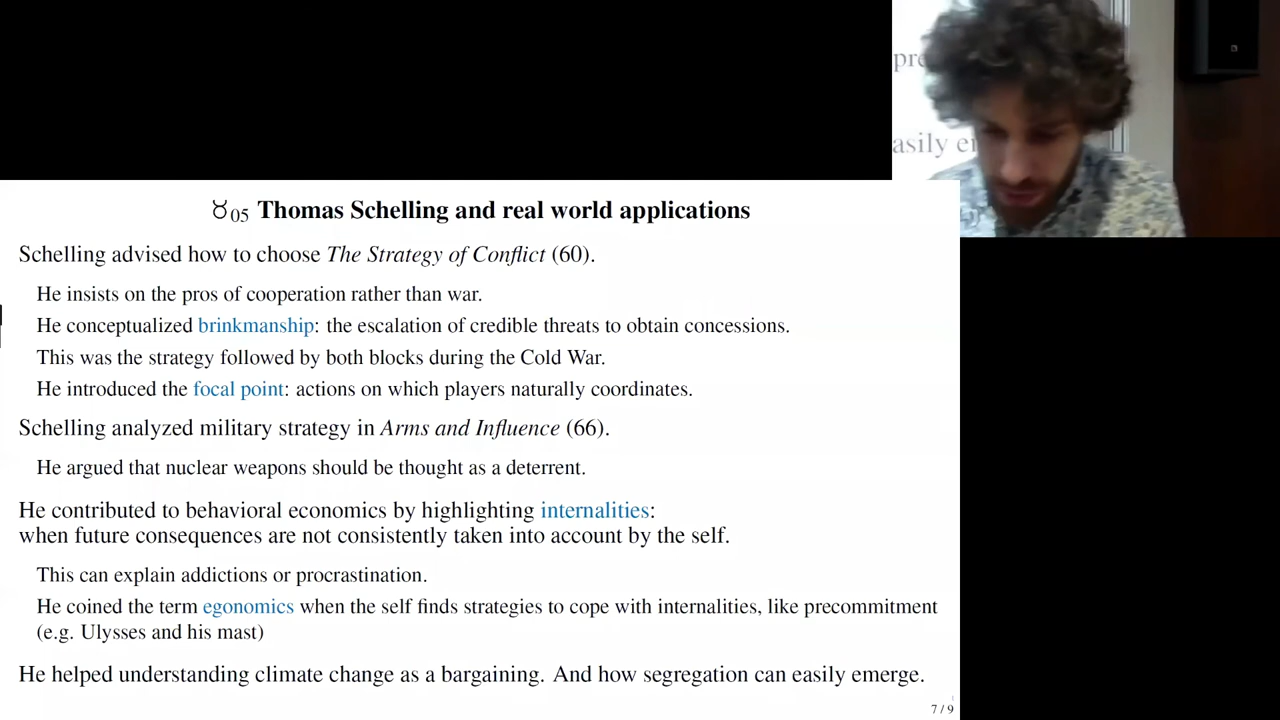 pre
asily e
♉05 Thomas Schelling and real world applications
Schelling advised how to choose The Strategy of Conflict (60).
He insists on the pros of cooperation rather than war.
He conceptualized brinkmanship: the escalation of credible threats to obtain concessions.
This was the strategy followed by both blocks during the Cold War.
He introduced the focal point: actions on which players naturally coordinates.
Schelling analyzed military strategy in Arms and Influence (66).
He argued that nuclear weapons should be thought as a deterrent.
He contributed to behavioral economics by highlighting internalities:
when future consequences are not consistently taken into account by the self.
This can explain addictions or procrastination.
He coined the term egonomics when the self finds strategies to cope with internalities, like precommitment
(e.g. Ulysses and his mast)
He helped understanding climate change as a bargaining. And how segregation can easily emerge.
7 / 9